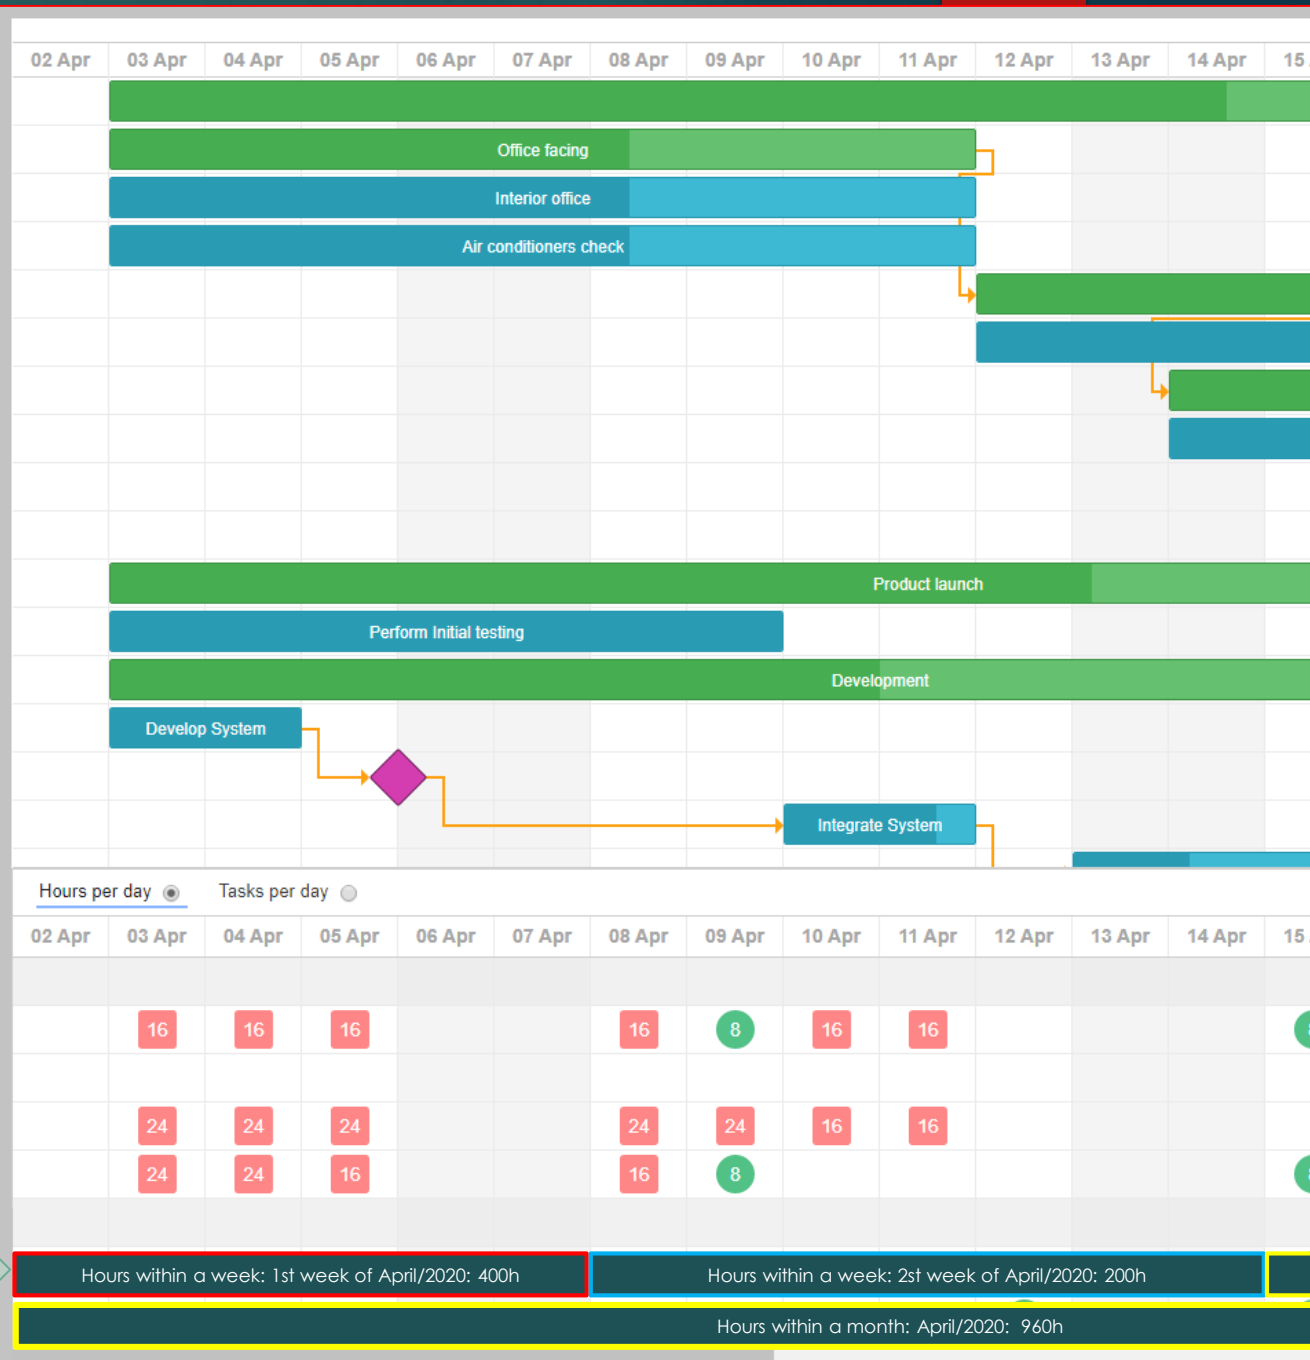 02 Apr 03 Apr 04 Apr 05 Apr 06 Apr 07 Apr 08 Apr 09 Apr 10 Apr 11 Apr 12 Apr 13 Apr 14 Apr 15
Office facing
Interior office
Air conditioners check
Product launch
Perform Initial testing
Development
Develop System
Integrate System
Hours per day Tasks per day
02 Apr 03 Apr 04 Apr 05 Apr 06 Apr 07 Apr 08 Apr 09 Apr 10 Apr 11 Apr 12 Apr 13 Apr 14 Apr 15
16 16 16 16 8 16 16
24 24 24 24 24 16 16
24 24 16 16 8
Hours within a week: 1st week of April/2020: 400h Hours within a week: 2st week of April/2020: 200h
Hours within a month: April/2020: 960h